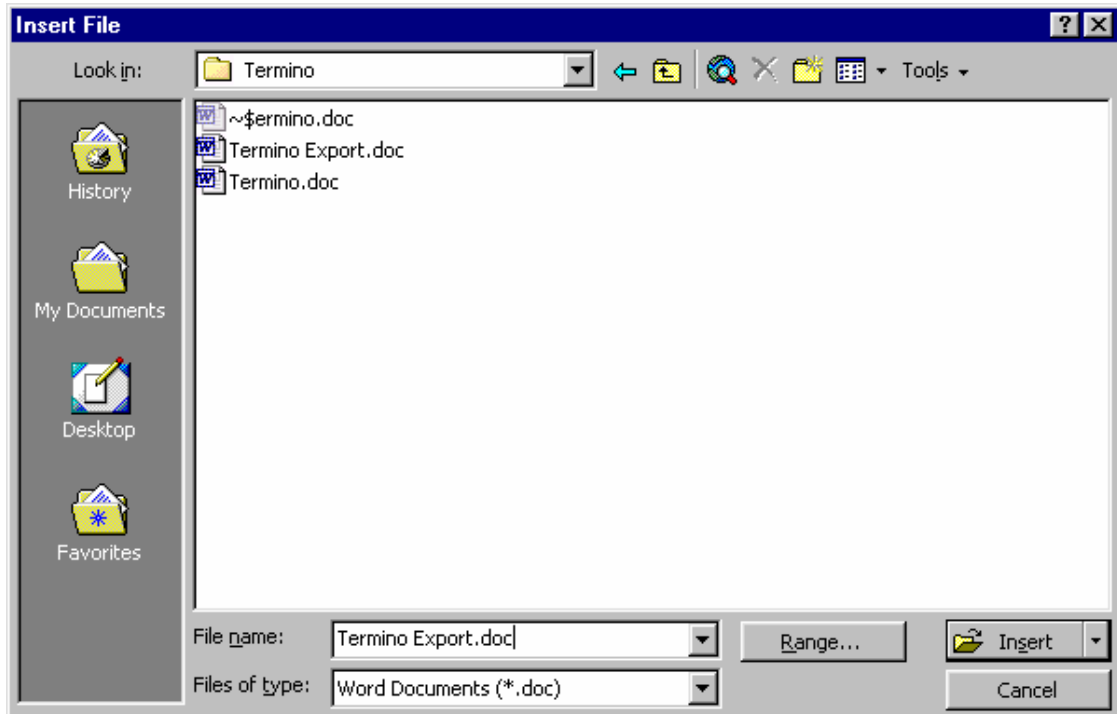 Insert File
Look in:
Termino
Tools
~$ermino.doc
Termino Export.doc
Termino.doc
History
My Documents
Desktop
Favorites
File name:
Termino Export.doc
Range...
Insert
Files of type:
Word Documents (*.doc)
Cancel